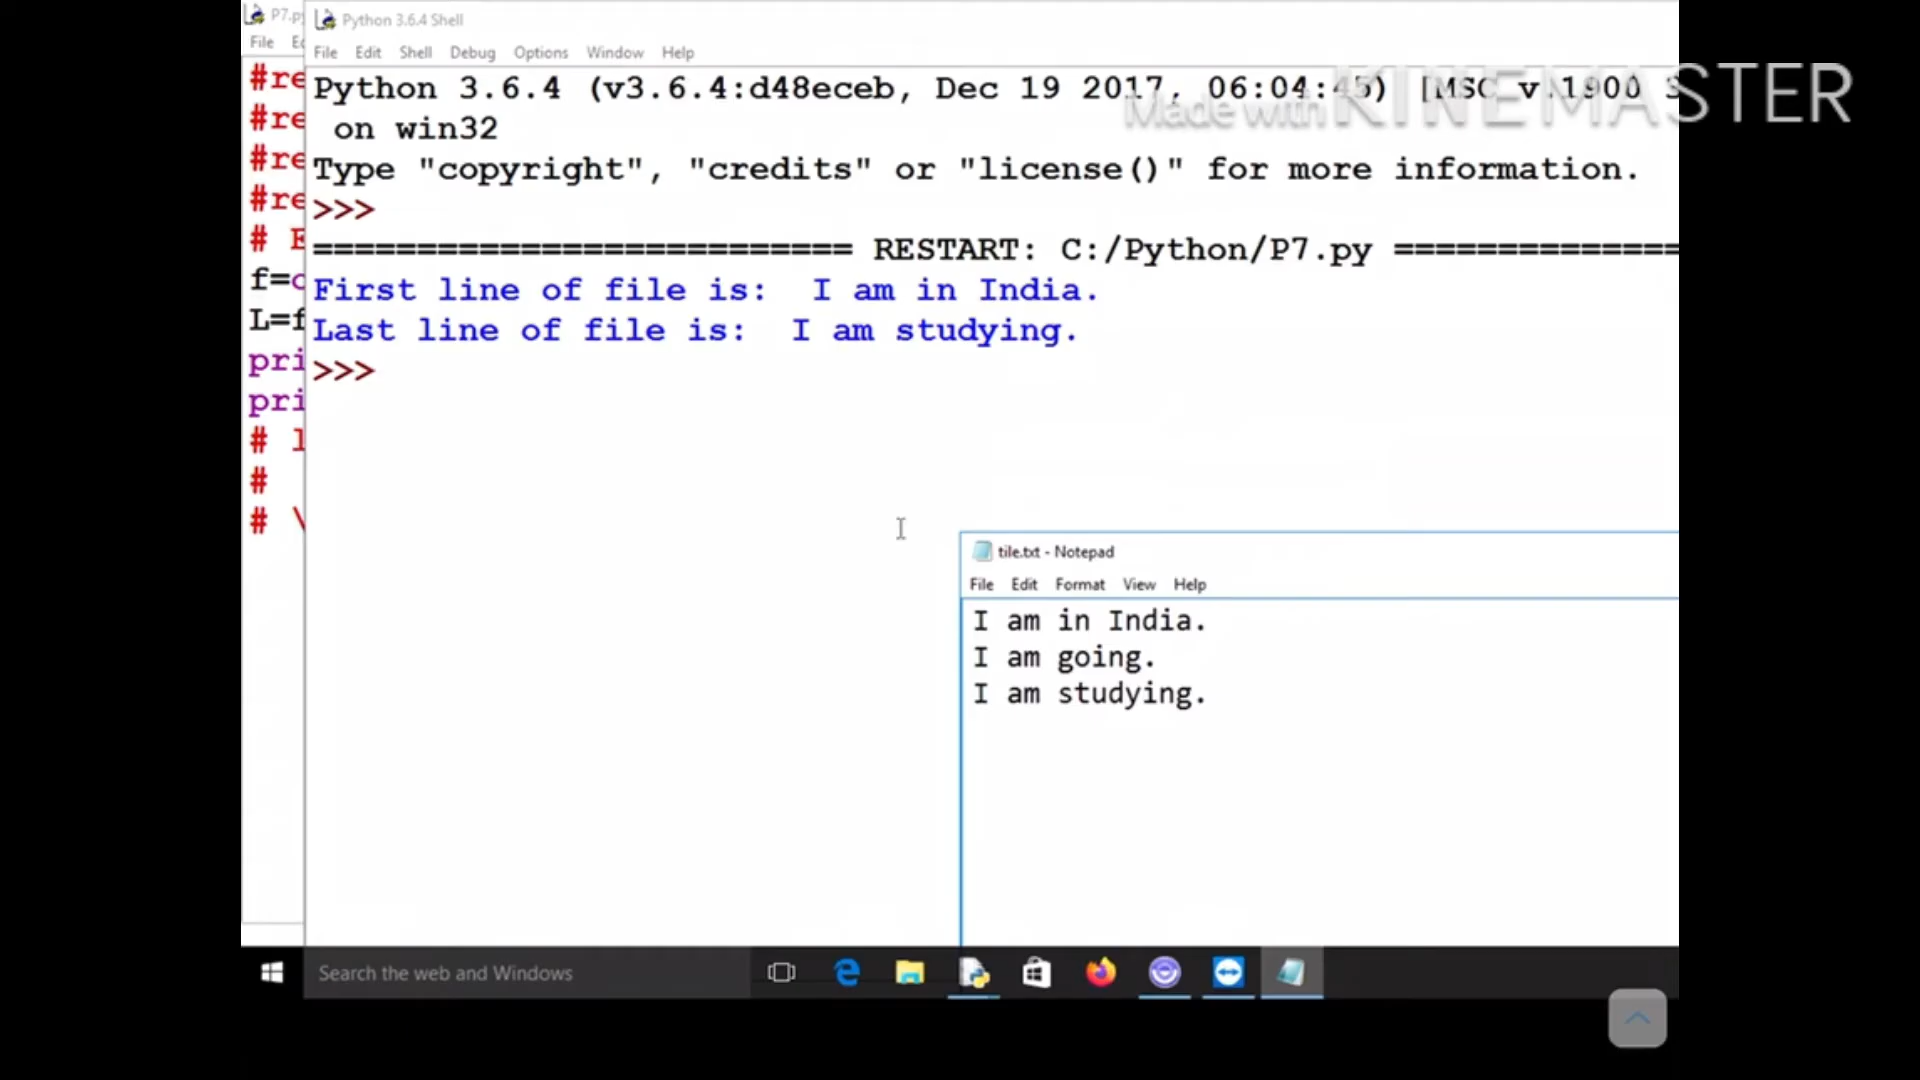 P7.py
File
#re
#re
#re
#re
# E
f=o
L=f
pri
pri
# l
#
# \
Python 3.6.4 Shell
File Edit Shell Debug Options Window Help
Python 3.6.4 (v3.6.4:d48eceb, Dec 19 2017, 06:04:45) [MSC v.1900 3
on win32
Type "copyright", "credits" or "license()" for more information.
>>>
========================== RESTART: C:/Python/P7.py ==============
First line of file is:  I am in India.
Last line of file is:  I am studying.
>>>
Made with KINEMASTER
tile.txt - Notepad
File Edit Format View Help
I am in India.
I am going.
I am studying.
Search the web and Windows